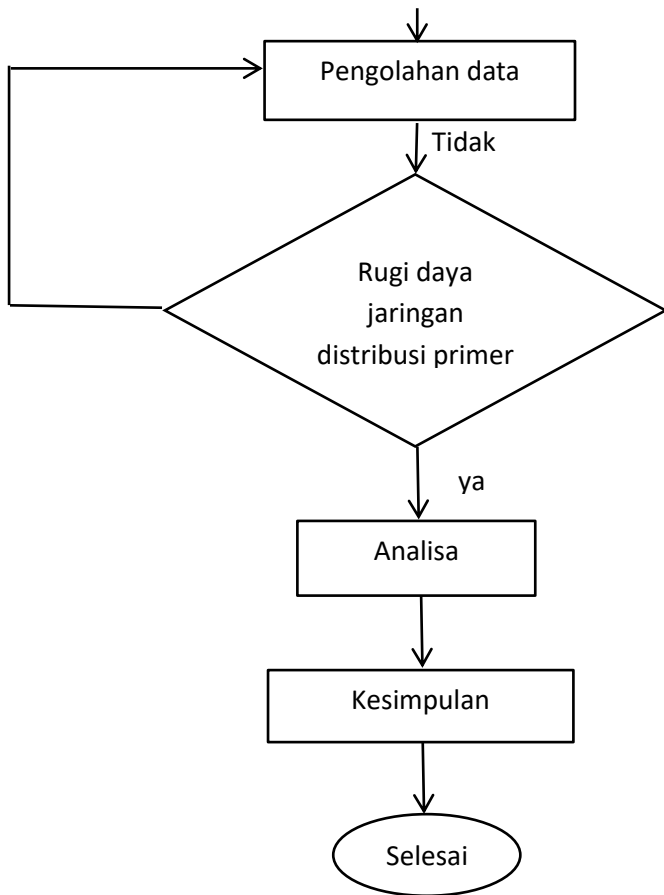 Pengolahan data
Tidak
Rugi daya
jaringan
distribusi primer
ya
Analisa
Kesimpulan
Selesai